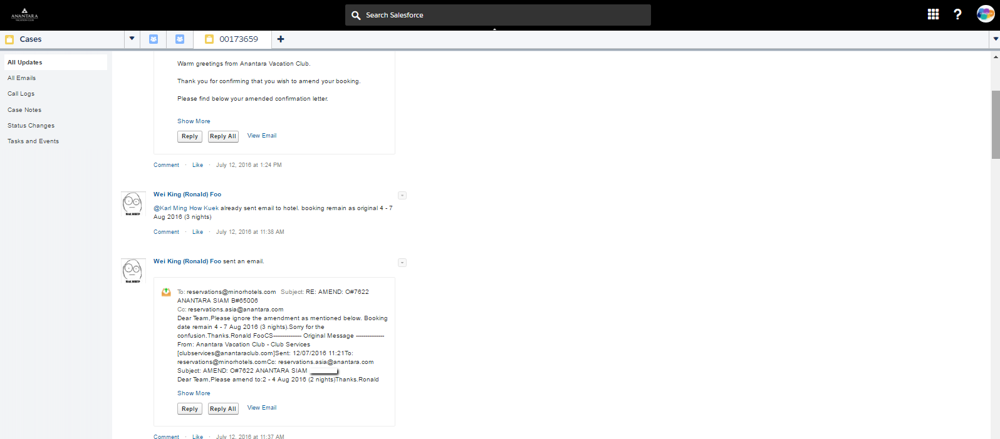 ANANTARA
VACATION CLUB
Search Salesforce
?
Cases
00173659
+
All Updates
All Emails
Call Logs
Case Notes
Status Changes
Tasks and Events
Warm greetings from Anantara Vacation Club.
Thank you for confirming that you wish to amend your booking.
Please find below your amended confirmation letter.
Show More
Reply Reply All View Email
Comment · Like · July 12, 2016 at 1:24 PM
Wei King (Ronald) Foo
@Karl Ming How Kuek already sent email to hotel. booking remain as original 4 - 7
Aug 2016 (3 nights)
Comment · Like · July 12, 2016 at 11:38 AM
Wei King (Ronald) Foo sent an email.
To: reservations@minorhotels.com Subject: RE: AMEND: O#7622
ANANTARA SIAM B#65006
Cc: reservations.asia@anantara.com
Dear Team,Please ignore the amendment as mentioned below. Booking
date remain 4 - 7 Aug 2016 (3 nights).Sorry for the
confusion.Thanks.Ronald FooCS--------------- Original Message ---------------
From: Anantara Vacation Club - Club Services
[clubservices@anantaraclub.com]Sent: 12/07/2016 11:21To:
reservations@minorhotels.comCc: reservations.asia@anantara.com
Subject: AMEND: O#7622 ANANTARA SIAM
Dear Team,Please amend to:2 - 4 Aug 2016 (2 nights)Thanks.Ronald
Show More
Reply Reply All View Email
Comment · Like · July 12, 2016 at 11:37 AM